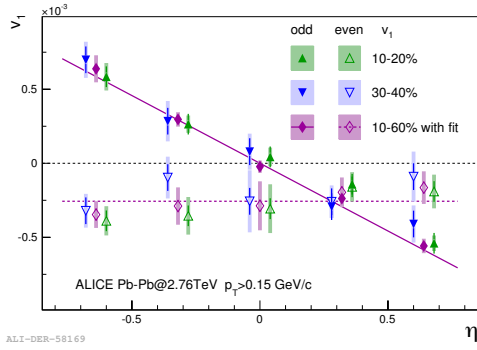 ×10⁻³
v₁
odd even v₁
10-20%
30-40%
10-60% with fit
0.5
0
-0.5
ALICE Pb-Pb@2.76TeV p_T>0.15 GeV/c
-0.5 0 0.5
η
ALI-DER-58169